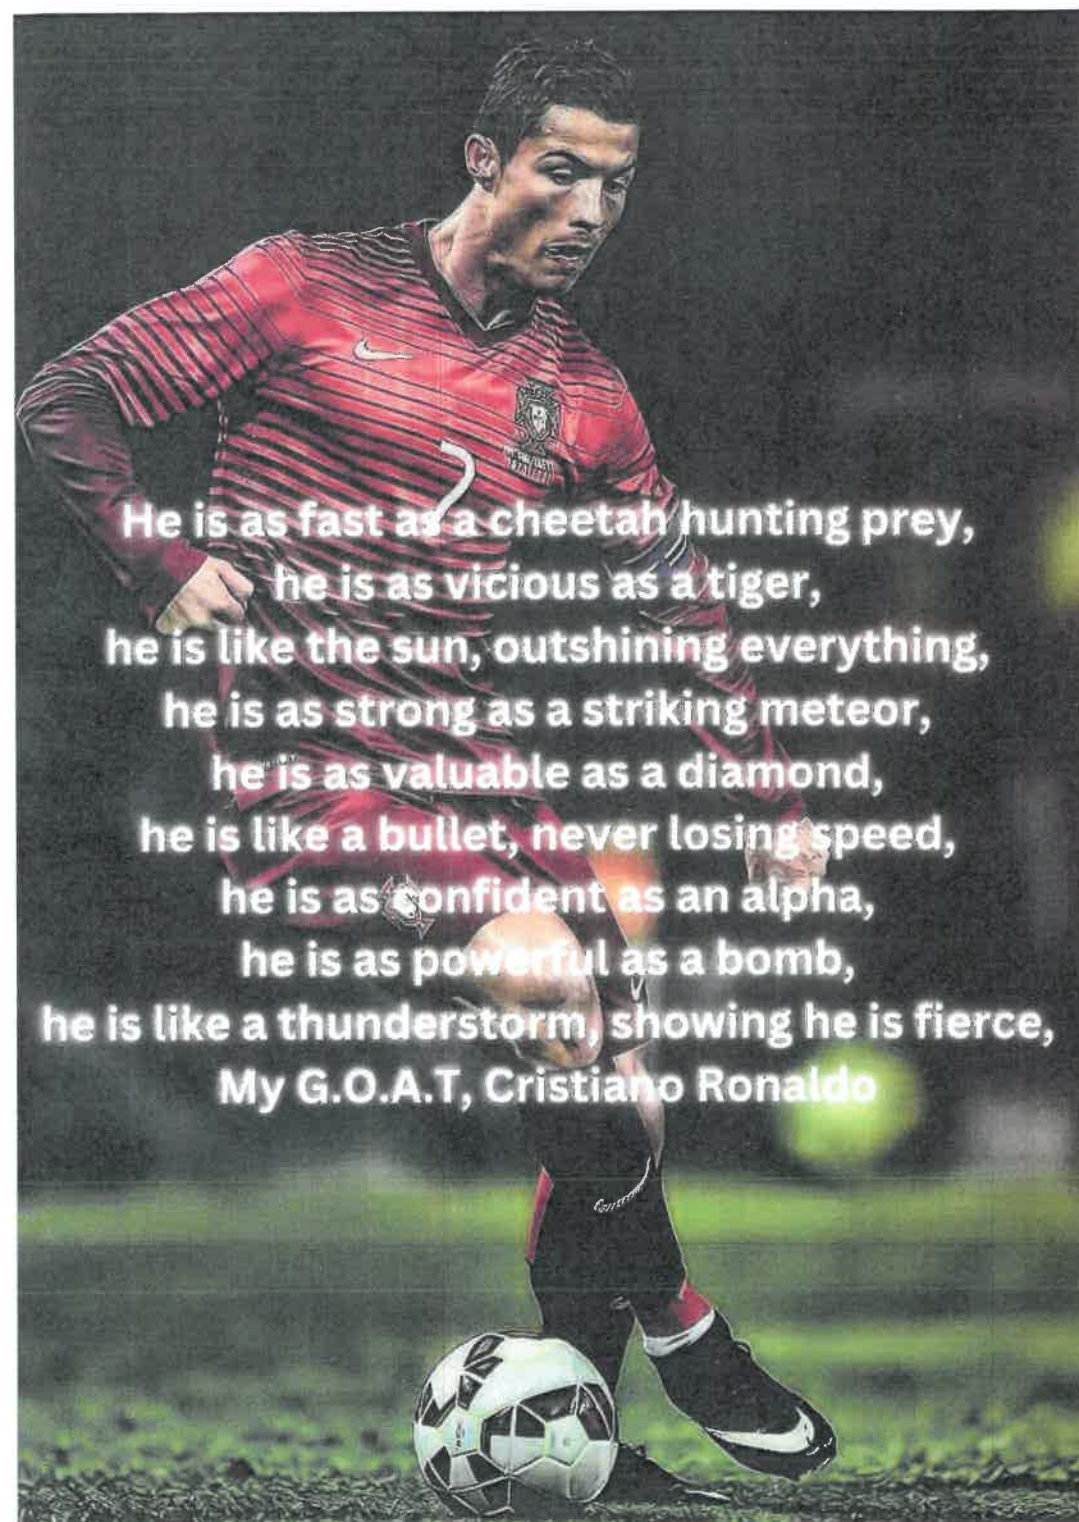 7
He is as fast as a cheetah hunting prey,
he is as vicious as a tiger,
he is like the sun, outshining everything,
he is as strong as a striking meteor,
he is as valuable as a diamond,
he is like a bullet, never losing speed,
he is as confident as an alpha,
he is as powerful as a bomb,
he is like a thunderstorm, showing he is fierce,
My G.O.A.T, Cristiano Ronaldo